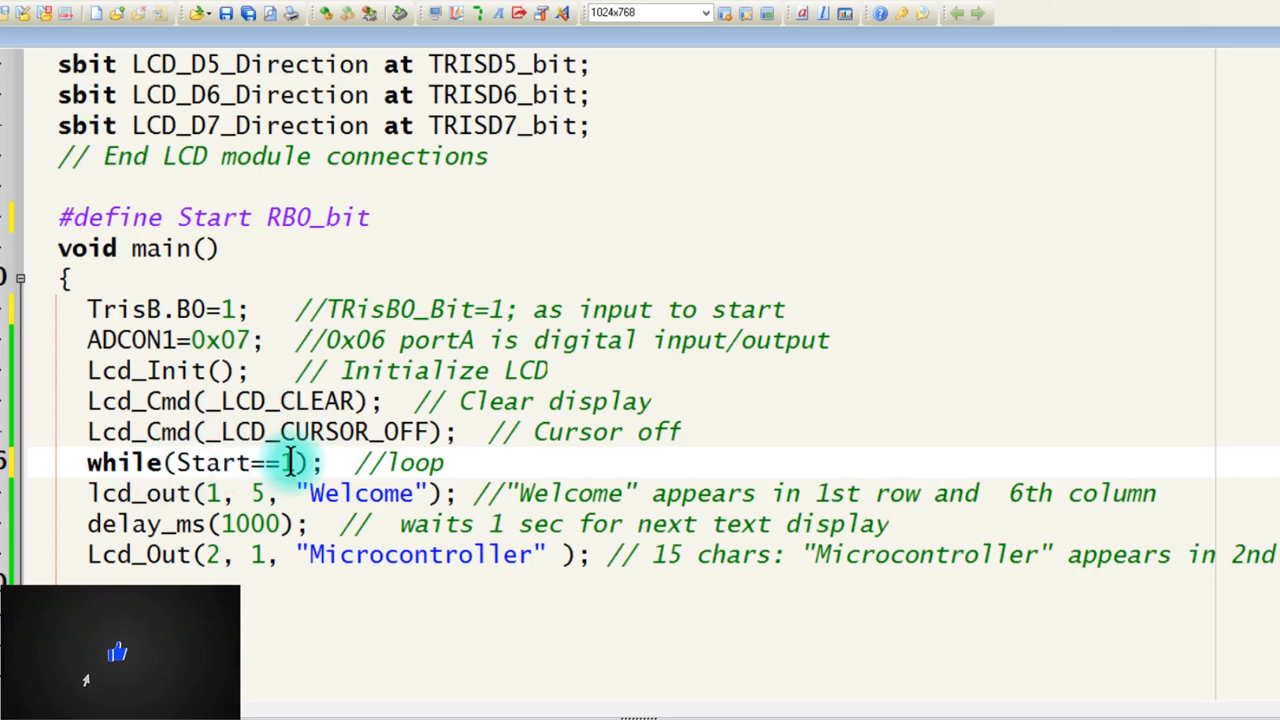 1024x768
sbit LCD_D5_Direction at TRISD5_bit;
sbit LCD_D6_Direction at TRISD6_bit;
sbit LCD_D7_Direction at TRISD7_bit;
// End LCD module connections
#define Start RB0_bit
void main()
{
TrisB.B0=1; //TRisB0_Bit=1; as input to start
ADCON1=0x07; //0x06 portA is digital input/output
Lcd_Init(); // Initialize LCD
Lcd_Cmd(_LCD_CLEAR); // Clear display
Lcd_Cmd(_LCD_CURSOR_OFF); // Cursor off
while(Start==1); //loop
lcd_out(1, 5, "Welcome"); //"Welcome" appears in 1st row and 6th column
delay_ms(1000); // waits 1 sec for next text display
Lcd_Out(2, 1, "Microcontroller" ); // 15 chars: "Microcontroller" appears in 2nd